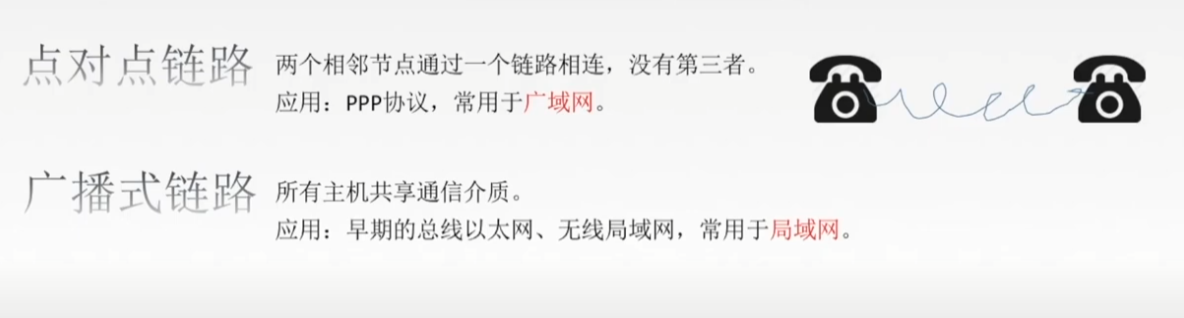 点对点链路
两个相邻节点通过一个链路相连，没有第三者。
应用：PPP协议，常用于广域网。
广播式链路
所有主机共享通信介质。
应用：早期的总线以太网、无线局域网，常用于局域网。